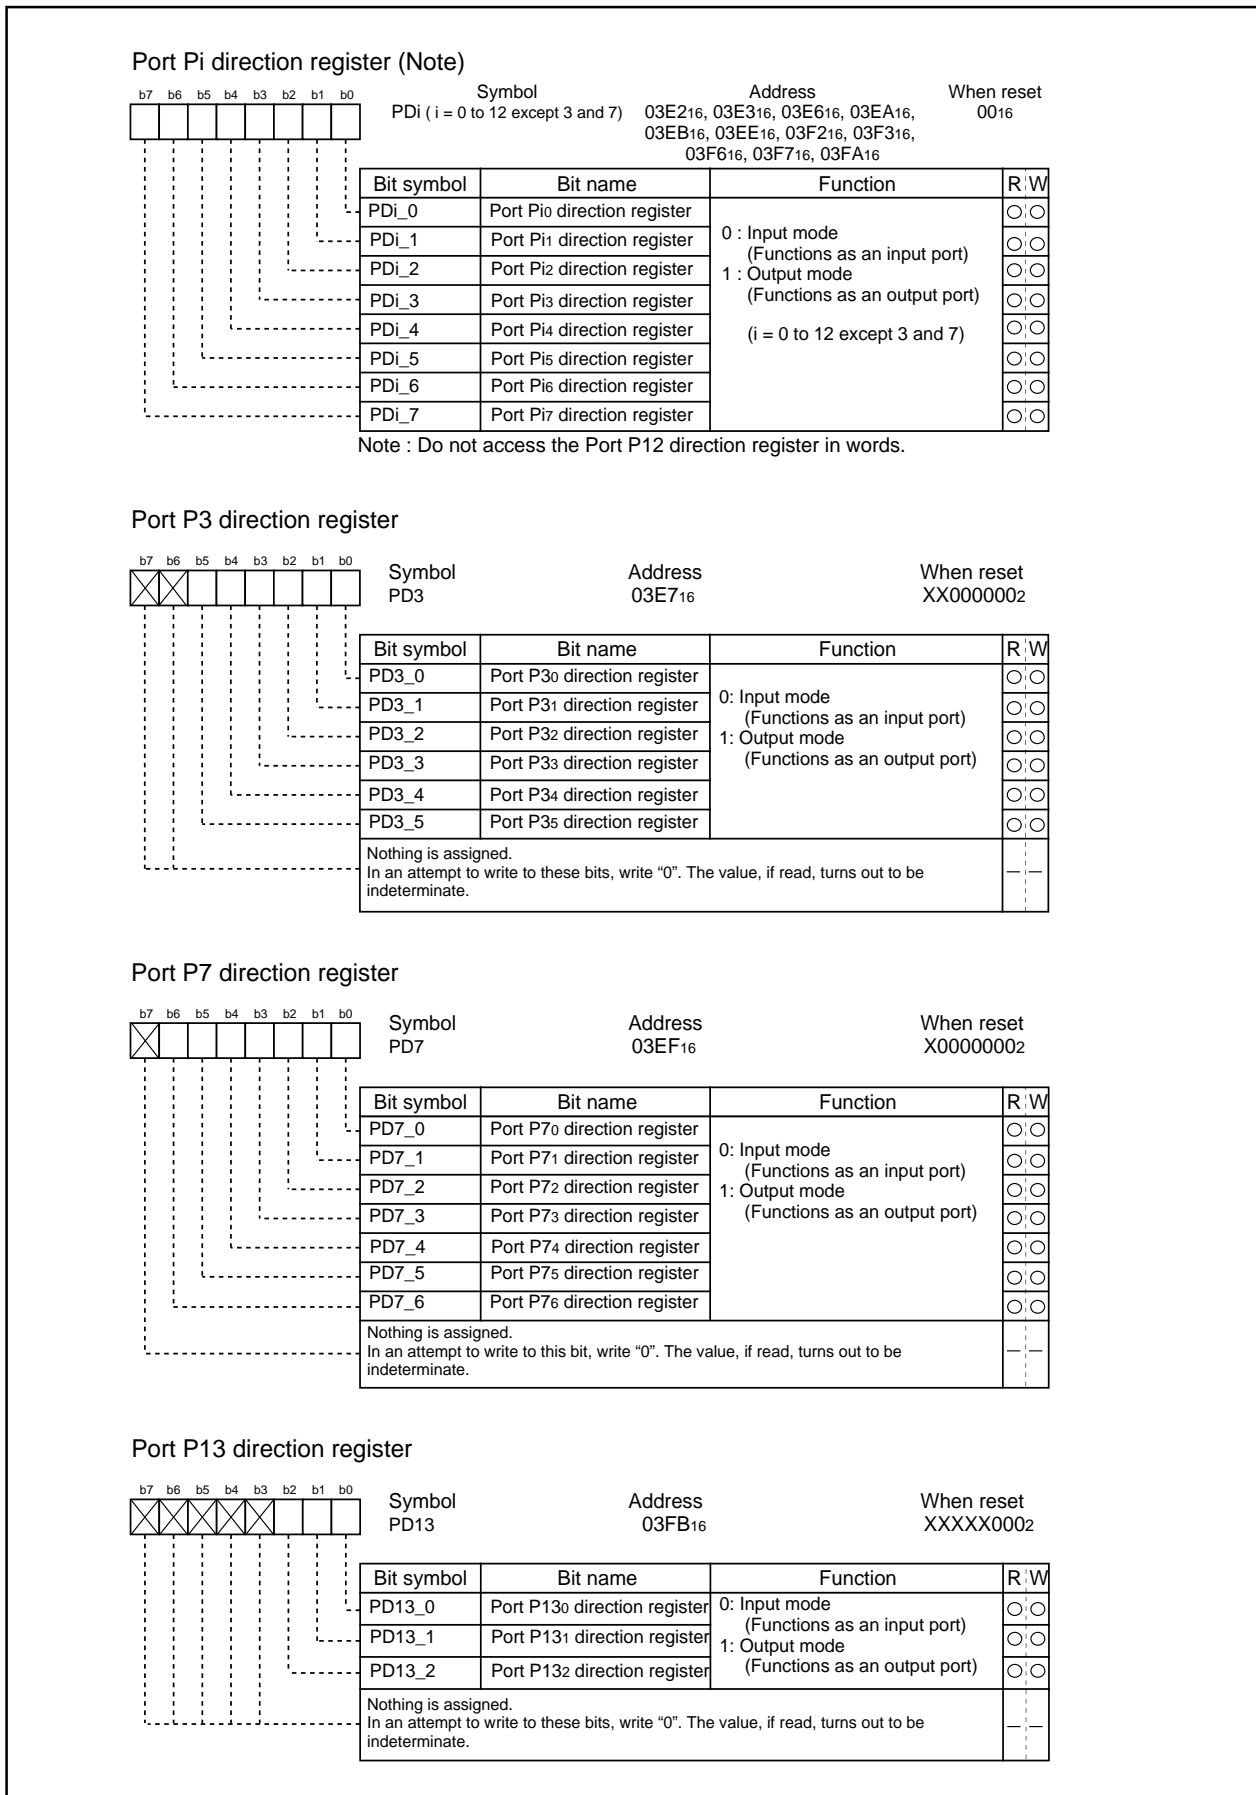 Port Pi direction register (Note)
b7 b6 b5 b4 b3 b2 b1 b0
Symbol Address When reset
PDi ( i = 0 to 12 except 3 and 7) 03E216, 03E316, 03E616, 03EA16, 0016
03EB16, 03EE16, 03F216, 03F316,
03F616, 03F716, 03FA16
Bit symbol Bit name Function R W
PDi_0 Port Pi0 direction register
PDi_1 Port Pi1 direction register
PDi_2 Port Pi2 direction register
PDi_3 Port Pi3 direction register
PDi_4 Port Pi4 direction register
PDi_5 Port Pi5 direction register
PDi_6 Port Pi6 direction register
PDi_7 Port Pi7 direction register
0 : Input mode
(Functions as an input port)
1 : Output mode
(Functions as an output port)
(i = 0 to 12 except 3 and 7)
Note : Do not access the Port P12 direction register in words.
Port P3 direction register
b7 b6 b5 b4 b3 b2 b1 b0
Symbol Address When reset
PD3 03E716 XX0000002
Bit symbol Bit name Function R W
PD3_0 Port P30 direction register
PD3_1 Port P31 direction register
PD3_2 Port P32 direction register
PD3_3 Port P33 direction register
PD3_4 Port P34 direction register
PD3_5 Port P35 direction register
0: Input mode
(Functions as an input port)
1: Output mode
(Functions as an output port)
Nothing is assigned.
In an attempt to write to these bits, write “0”. The value, if read, turns out to be
indeterminate.
Port P7 direction register
b7 b6 b5 b4 b3 b2 b1 b0
Symbol Address When reset
PD7 03EF16 X00000002
Bit symbol Bit name Function R W
PD7_0 Port P70 direction register
PD7_1 Port P71 direction register
PD7_2 Port P72 direction register
PD7_3 Port P73 direction register
PD7_4 Port P74 direction register
PD7_5 Port P75 direction register
PD7_6 Port P76 direction register
0: Input mode
(Functions as an input port)
1: Output mode
(Functions as an output port)
Nothing is assigned.
In an attempt to write to this bit, write “0”. The value, if read, turns out to be
indeterminate.
Port P13 direction register
b7 b6 b5 b4 b3 b2 b1 b0
Symbol Address When reset
PD13 03FB16 XXXXX0002
Bit symbol Bit name Function R W
PD13_0 Port P130 direction register
PD13_1 Port P131 direction register
PD13_2 Port P132 direction register
0: Input mode
(Functions as an input port)
1: Output mode
(Functions as an output port)
Nothing is assigned.
In an attempt to write to these bits, write “0”. The value, if read, turns out to be
indeterminate.